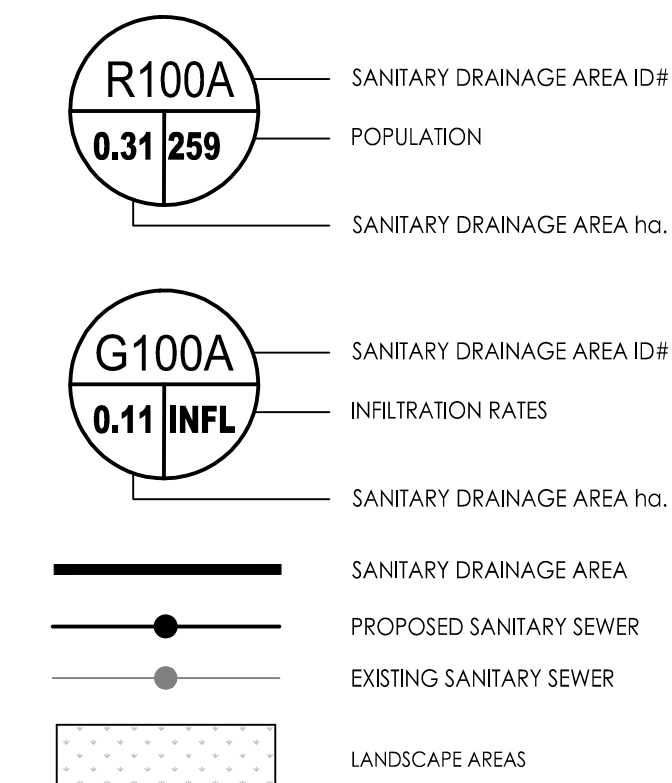 R100A
SANITARY DRAINAGE AREA ID#
0.31 259
POPULATION
SANITARY DRAINAGE AREA ha.
G100A
SANITARY DRAINAGE AREA ID#
0.11 INFL
INFILTRATION RATES
SANITARY DRAINAGE AREA ha.
SANITARY DRAINAGE AREA
PROPOSED SANITARY SEWER
EXISTING SANITARY SEWER
LANDSCAPE AREAS